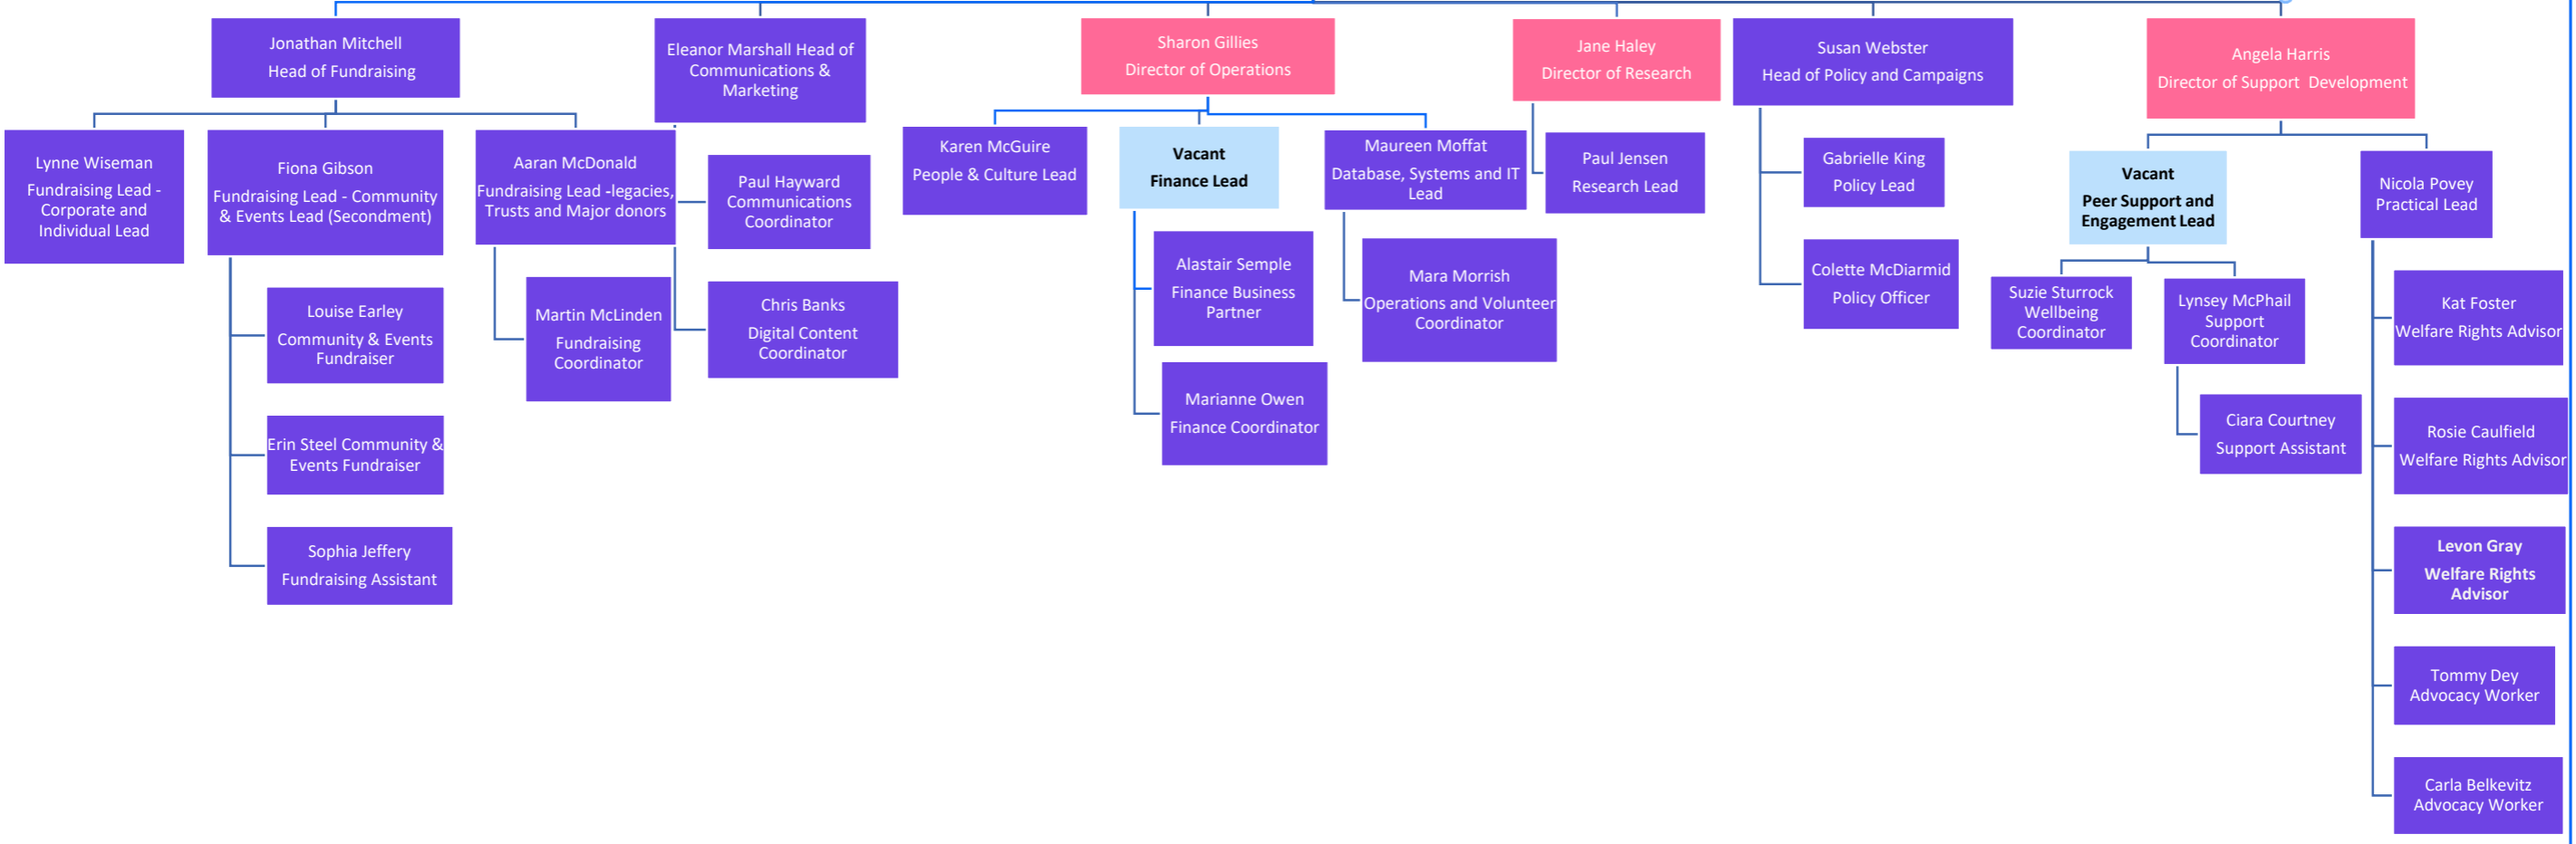 Jonathan Mitchell
Head of Fundraising
Eleanor Marshall Head of
Communications &
Marketing
Sharon Gillies
Director of Operations
Jane Haley
Director of Research
Susan Webster
Head of Policy and Campaigns
Angela Harris
Director of Support Development
Lynne Wiseman
Fundraising Lead -
Corporate and
Individual Lead
Fiona Gibson
Fundraising Lead - Community
& Events Lead (Secondment)
Aaran McDonald
Fundraising Lead -legacies,
Trusts and Major donors
Paul Hayward
Communications
Coordinator
Karen McGuire
People & Culture Lead
Vacant
Finance Lead
Maureen Moffat
Database, Systems and IT
Lead
Paul Jensen
Research Lead
Gabrielle King
Policy Lead
Vacant
Peer Support and
Engagement Lead
Nicola Povey
Practical Lead
Louise Earley
Community & Events
Fundraiser
Martin McLinden
Fundraising
Coordinator
Chris Banks
Digital Content
Coordinator
Alastair Semple
Finance Business
Partner
Mara Morrish
Operations and Volunteer
Coordinator
Colette McDiarmid
Policy Officer
Suzie Sturrock
Wellbeing
Coordinator
Lynsey McPhail
Support
Coordinator
Kat Foster
Welfare Rights Advisor
Erin Steel Community &
Events Fundraiser
Marianne Owen
Finance Coordinator
Ciara Courtney
Support Assistant
Rosie Caulfield
Welfare Rights Advisor
Sophia Jeffery
Fundraising Assistant
Levon Gray
Welfare Rights
Advisor
Tommy Dey
Advocacy Worker
Carla Belkevitz
Advocacy Worker